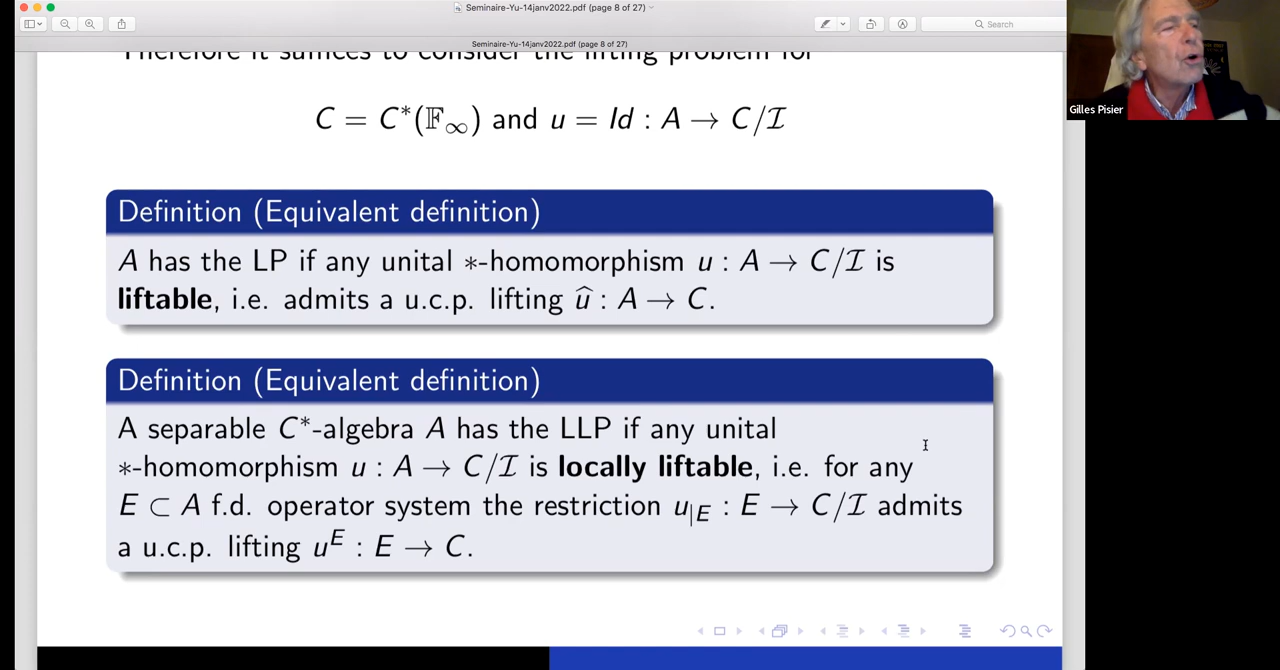 Seminaire-Yu-14janv2022.pdf (page 8 of 27)
Search
Seminaire-Yu-14janv2022.pdf (page 8 of 27)
Therefore it suffices to consider the lifting problem for
C = C*(𝔽∞) and u = Id : A → C/ℐ
Definition (Equivalent definition)
A has the LP if any unital ∗-homomorphism u : A → C/ℐ is
liftable, i.e. admits a u.c.p. lifting û : A → C.
Definition (Equivalent definition)
A separable C*-algebra A has the LLP if any unital
∗-homomorphism u : A → C/ℐ is locally liftable, i.e. for any
E ⊂ A f.d. operator system the restriction u|E : E → C/ℐ admits
a u.c.p. lifting uᴱ : E → C.
Gilles Pisier